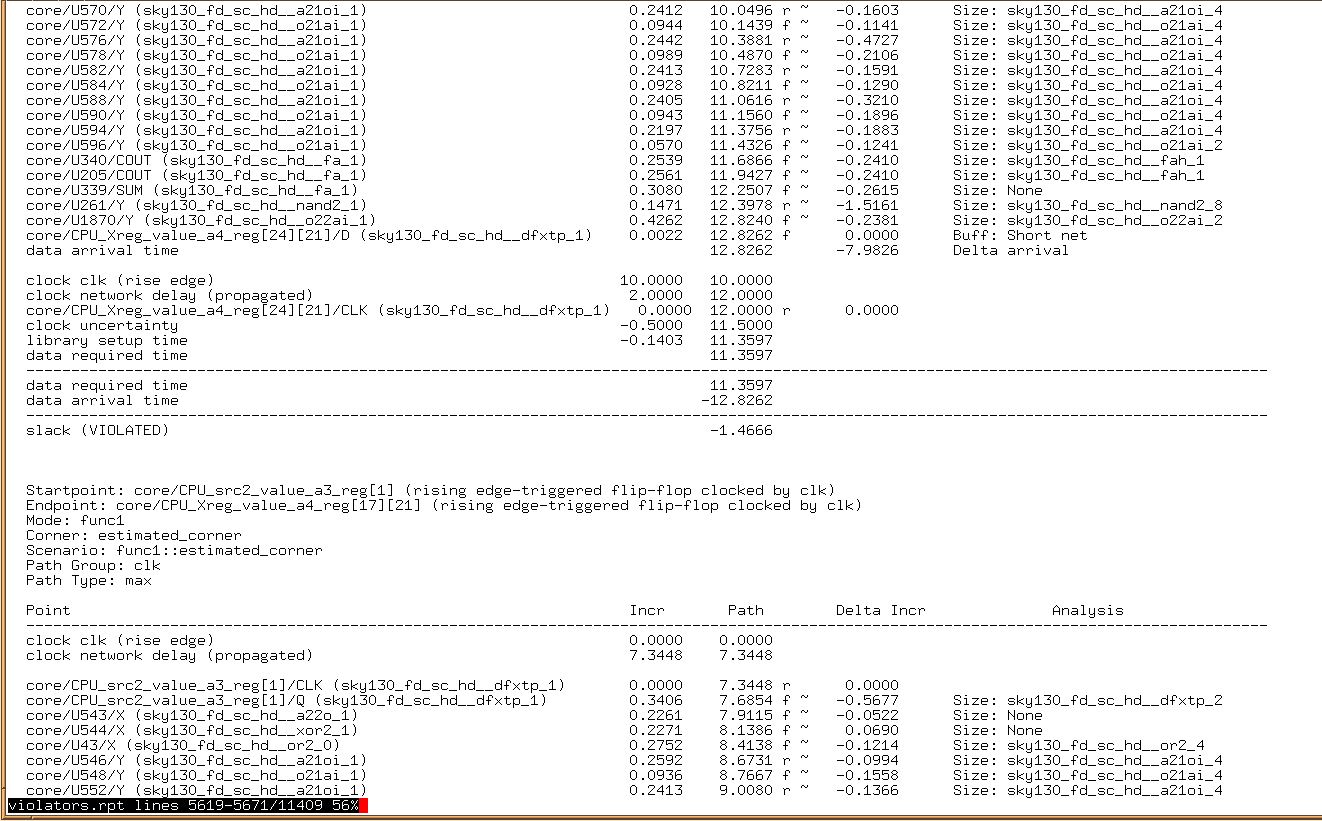 core/U570/Y (sky130_fd_sc_hd__a21oi_1) 0.2412 10.0496 r ~ -0.1603 Size: sky130_fd_sc_hd__a21oi_4
core/U572/Y (sky130_fd_sc_hd__o21ai_1) 0.0944 10.1439 f ~ -0.1141 Size: sky130_fd_sc_hd__o21ai_4
core/U576/Y (sky130_fd_sc_hd__a21oi_1) 0.2442 10.3881 r ~ -0.4727 Size: sky130_fd_sc_hd__a21oi_4
core/U578/Y (sky130_fd_sc_hd__o21ai_1) 0.0989 10.4870 f ~ -0.2106 Size: sky130_fd_sc_hd__o21ai_4
core/U582/Y (sky130_fd_sc_hd__a21oi_1) 0.2413 10.7283 r ~ -0.1591 Size: sky130_fd_sc_hd__a21oi_4
core/U584/Y (sky130_fd_sc_hd__o21ai_1) 0.0928 10.8211 f ~ -0.1290 Size: sky130_fd_sc_hd__o21ai_4
core/U588/Y (sky130_fd_sc_hd__a21oi_1) 0.2405 11.0616 r ~ -0.3210 Size: sky130_fd_sc_hd__a21oi_4
core/U590/Y (sky130_fd_sc_hd__o21ai_1) 0.0943 11.1560 f ~ -0.1896 Size: sky130_fd_sc_hd__o21ai_4
core/U594/Y (sky130_fd_sc_hd__a21oi_1) 0.2197 11.3756 r ~ -0.1883 Size: sky130_fd_sc_hd__a21oi_4
core/U596/Y (sky130_fd_sc_hd__o21ai_1) 0.0570 11.4326 f ~ -0.1241 Size: sky130_fd_sc_hd__o21ai_2
core/U340/COUT (sky130_fd_sc_hd__fa_1) 0.2539 11.6866 f ~ -0.2410 Size: sky130_fd_sc_hd__fah_1
core/U205/COUT (sky130_fd_sc_hd__fa_1) 0.2561 11.9427 f ~ -0.2410 Size: sky130_fd_sc_hd__fah_1
core/U339/SUM (sky130_fd_sc_hd__fa_1) 0.3080 12.2507 f ~ -0.2615 Size: None
core/U261/Y (sky130_fd_sc_hd__nand2_1) 0.1471 12.3978 r ~ -1.5161 Size: sky130_fd_sc_hd__nand2_8
core/U1870/Y (sky130_fd_sc_hd__o22ai_1) 0.4262 12.8240 f ~ -0.2381 Size: sky130_fd_sc_hd__o22ai_2
core/CPU_Xreg_value_a4_reg[24][21]/D (sky130_fd_sc_hd__dfxtp_1) 0.0022 12.8262 f 0.0000 Buff: Short net
data arrival time 12.8262 -7.9826 Delta arrival
clock clk (rise edge) 10.0000 10.0000
clock network delay (propagated) 2.0000 12.0000
core/CPU_Xreg_value_a4_reg[24][21]/CLK (sky130_fd_sc_hd__dfxtp_1) 0.0000 12.0000 r 0.0000
clock uncertainty -0.5000 11.5000
library setup time -0.1403 11.3597
data required time 11.3597
data required time 11.3597
data arrival time -12.8262
slack (VIOLATED) -1.4666
Startpoint: core/CPU_src2_value_a3_reg[1] (rising edge-triggered flip-flop clocked by clk)
Endpoint: core/CPU_Xreg_value_a4_reg[17][21] (rising edge-triggered flip-flop clocked by clk)
Mode: func1
Corner: estimated_corner
Scenario: func1::estimated_corner
Path Group: clk
Path Type: max
Point Incr Path Delta Incr Analysis
clock clk (rise edge) 0.0000 0.0000
clock network delay (propagated) 7.3448 7.3448
core/CPU_src2_value_a3_reg[1]/CLK (sky130_fd_sc_hd__dfxtp_1) 0.0000 7.3448 r 0.0000
core/CPU_src2_value_a3_reg[1]/Q (sky130_fd_sc_hd__dfxtp_1) 0.3406 7.6854 f ~ -0.5677 Size: sky130_fd_sc_hd__dfxtp_2
core/U543/X (sky130_fd_sc_hd__a22o_1) 0.2261 7.9115 f ~ -0.0522 Size: None
core/U544/X (sky130_fd_sc_hd__xor2_1) 0.2271 8.1386 f ~ 0.0690 Size: None
core/U43/X (sky130_fd_sc_hd__or2_0) 0.2752 8.4138 f ~ -0.1214 Size: sky130_fd_sc_hd__or2_4
core/U546/Y (sky130_fd_sc_hd__a21oi_1) 0.2592 8.6731 r ~ -0.0994 Size: sky130_fd_sc_hd__a21oi_4
core/U548/Y (sky130_fd_sc_hd__o21ai_1) 0.0936 8.7667 f ~ -0.1558 Size: sky130_fd_sc_hd__o21ai_4
core/U552/Y (sky130_fd_sc_hd__a21oi_1) 0.2413 9.0080 r ~ -0.1366 Size: sky130_fd_sc_hd__a21oi_4
violators.rpt lines 5619-5671/11409 56%